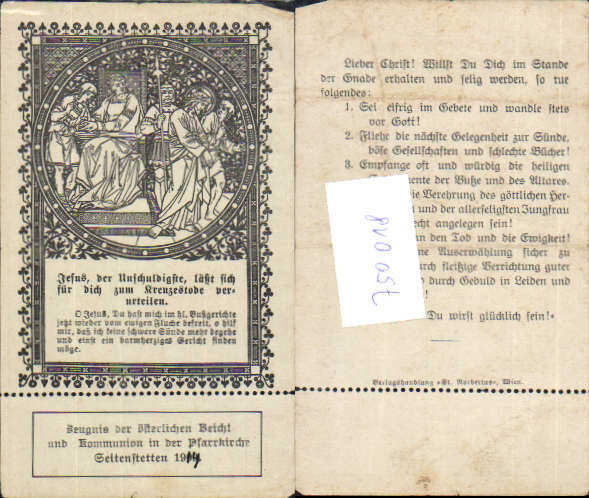 Jesus, der Unschuldigste, läßt sich
für dich zum Kreuzestode ver-
urteilen.
O Jesus, Du hast mich im hl. Bußgerichte
jetzt wieder vom ewigen Fluche befreit, o hilf
mir, daß ich keine schwere Sünde mehr begehe
und einst ein barmherziges Gericht finden
möge.
Zeugnis der österlichen Beicht
und Kommunion in der Pfarrkirche
Seitenstetten 1914
Lieber Christ! Willst Du Dich im Stande
der Gnade erhalten und selig werden, so tue
folgendes:
1. Sei eifrig im Gebete und wandle stets
vor Gott!
2. Fliehe die nächste Gelegenheit zur Sünde,
böse Gesellschaften und schlechte Bücher!
3. Empfange oft und würdig die heiligen
mente der Buße und des Altares.
ie Verehrung des göttlichen Her-
n und der allerseligsten Jungfrau
cht angelegen sein!
an den Tod und die Ewigkeit!
ne Auserwählung sicher zu
rch fleißige Verrichtung guter
durch Geduld in Leiden und
!
Du wirst glücklich sein!«
Verlagshandlung »St. Norbertus«, Wien.
750018